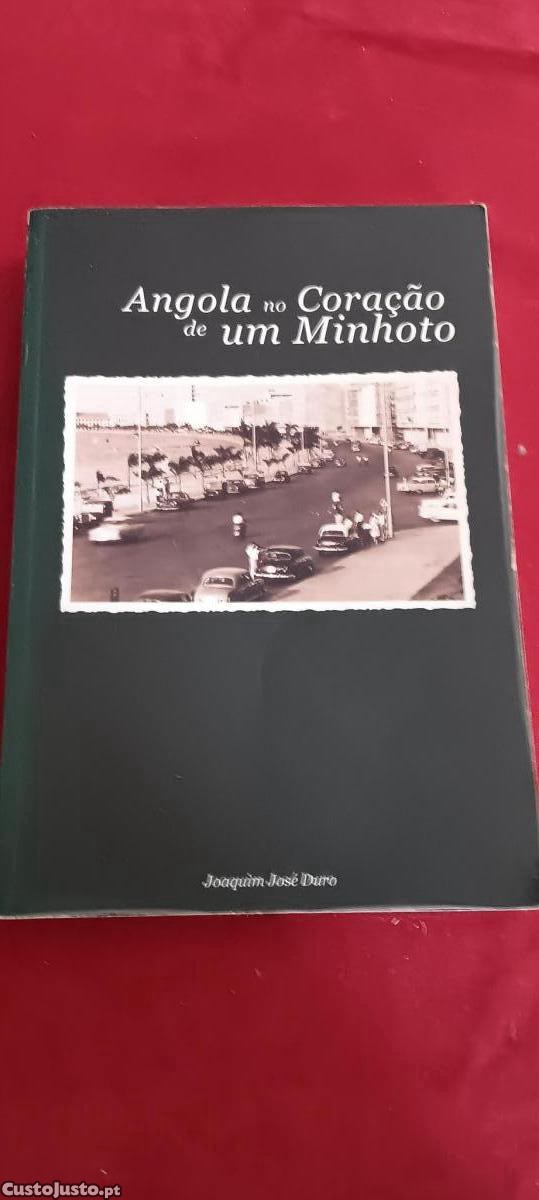 Angola no Coração
de um Minhoto
Joaquim José Duro
CustoJusto.pt